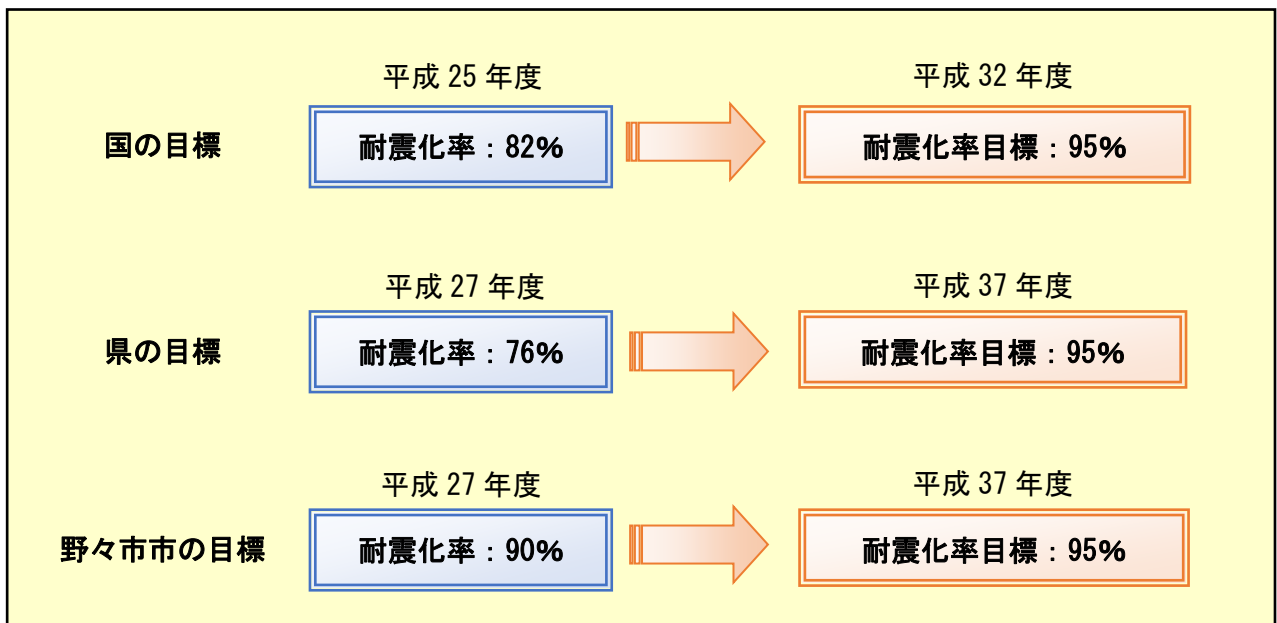 平成 25 年度 平成 32 年度
国の目標 耐震化率：82% 耐震化率目標：95%
平成 27 年度 平成 37 年度
県の目標 耐震化率：76% 耐震化率目標：95%
平成 27 年度 平成 37 年度
野々市市の目標 耐震化率：90% 耐震化率目標：95%